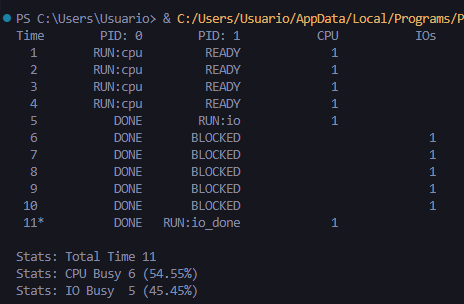 PS C:\Users\Usuario> & C:/Users/Usuario/AppData/Local/Programs/P
Time PID: 0 PID: 1 CPU IOs
1 RUN:cpu READY 1
2 RUN:cpu READY 1
3 RUN:cpu READY 1
4 RUN:cpu READY 1
5 DONE RUN:io 1
6 DONE BLOCKED 1
7 DONE BLOCKED 1
8 DONE BLOCKED 1
9 DONE BLOCKED 1
10 DONE BLOCKED 1
11* DONE RUN:io_done 1
Stats: Total Time 11
Stats: CPU Busy 6 (54.55%)
Stats: IO Busy 5 (45.45%)